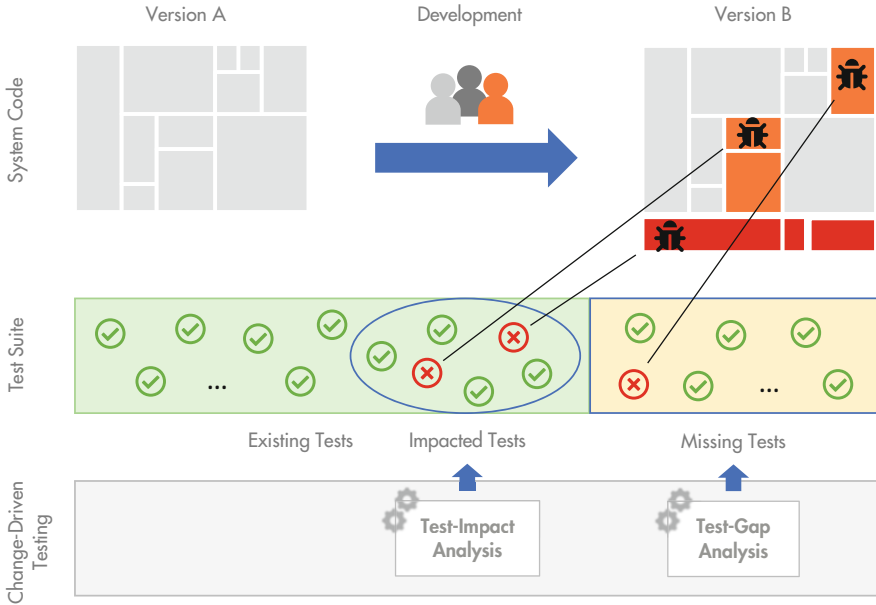 Version A
Development
Version B
System Code
Test Suite
...
...
Existing Tests
Impacted Tests
Missing Tests
Change-Driven
Testing
Test-Impact
Analysis
Test-Gap
Analysis